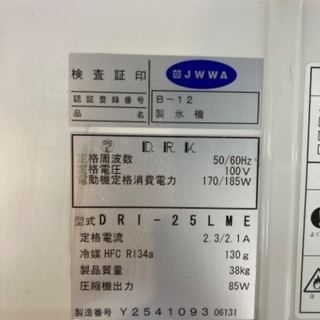 検査証印 JWWA
認証登録番号 B-12
品名 製氷機
D.R.K.
定格周波数 50/60Hz
定格電圧 100V
電動機定格消費電力 170/185W
型式 DRI-25LME
定格電流 2.3/2.1A
冷媒 HFC R134a 130g
製品質量 38kg
圧縮機出力 85W
製造番号 Y2541093 06131